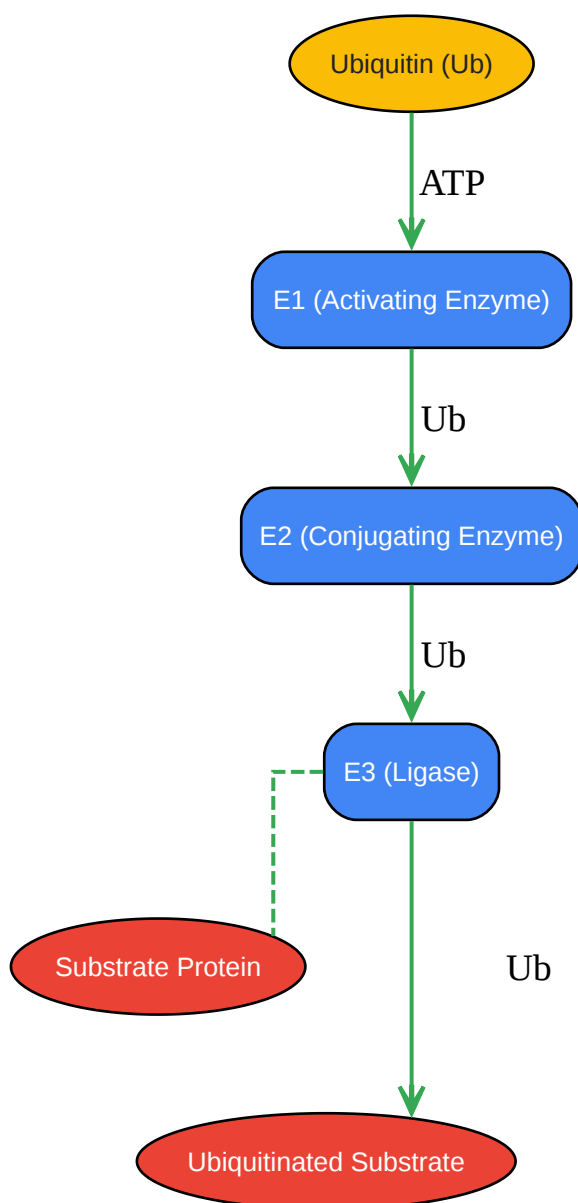 Ubiquitin (Ub)
ATP
E1 (Activating Enzyme)
Ub
E2 (Conjugating Enzyme)
Ub
E3 (Ligase)
Substrate Protein
Ub
Ubiquitinated Substrate